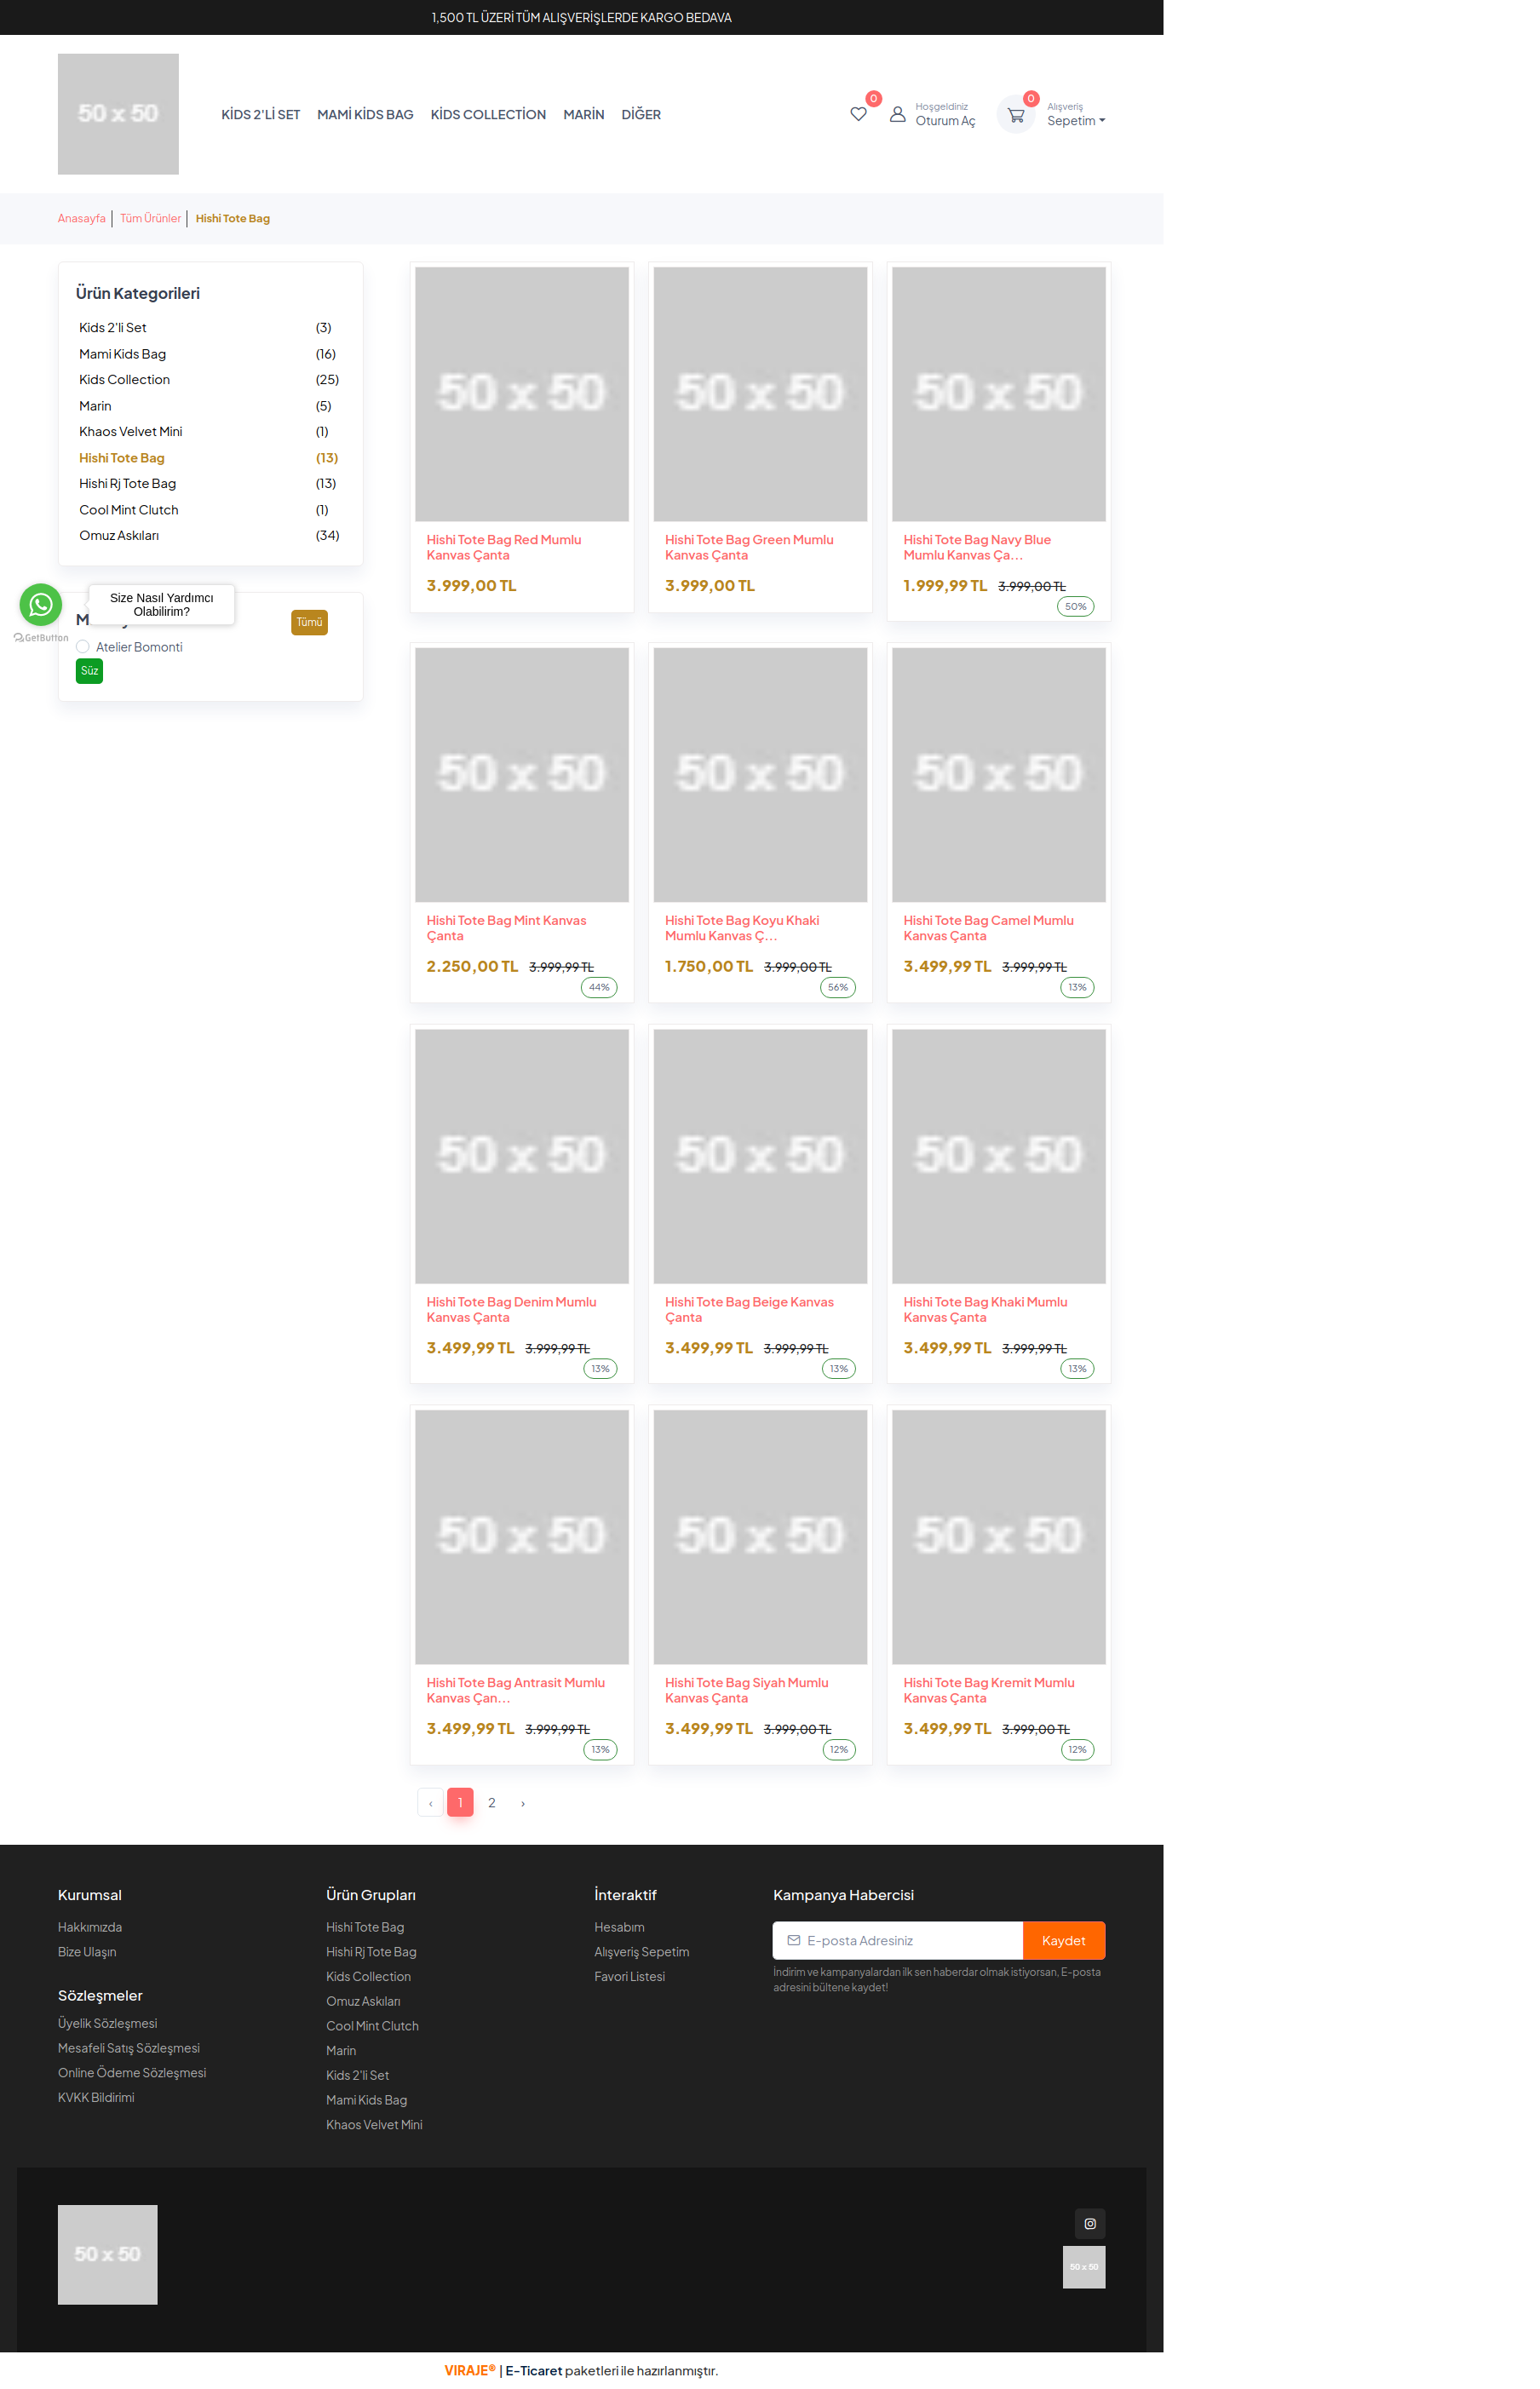 1,500 TL ÜZERİ TÜM ALIŞVERİŞLERDE KARGO BEDAVA
50 x 50
KİDS 2'Lİ SET MAMİ KİDS BAG KİDS COLLECTİON MARİN DİĞER
0
Hoşgeldiniz
Oturum Aç
0
Alışveriş
Sepetim
Anasayfa Tüm Ürünler Hishi Tote Bag
Ürün Kategorileri
Kids 2'li Set (3)
Mami Kids Bag (16)
Kids Collection (25)
Marin (5)
Khaos Velvet Mini (1)
Hishi Tote Bag (13)
Hishi Rj Tote Bag (13)
Cool Mint Clutch (1)
Omuz Askıları (34)
Size Nasıl Yardımcı
Olabilirim?
GetButton
Tümü
Atelier Bomonti
Süz
50 x 50
Hishi Tote Bag Red Mumlu
Kanvas Çanta
3.999,00 TL
50 x 50
Hishi Tote Bag Green Mumlu
Kanvas Çanta
3.999,00 TL
50 x 50
Hishi Tote Bag Navy Blue
Mumlu Kanvas Ça...
1.999,99 TL 3.999,00 TL
50%
50 x 50
Hishi Tote Bag Mint Kanvas
Çanta
2.250,00 TL 3.999,99 TL
44%
50 x 50
Hishi Tote Bag Koyu Khaki
Mumlu Kanvas Ç...
1.750,00 TL 3.999,00 TL
56%
50 x 50
Hishi Tote Bag Camel Mumlu
Kanvas Çanta
3.499,99 TL 3.999,99 TL
13%
50 x 50
Hishi Tote Bag Denim Mumlu
Kanvas Çanta
3.499,99 TL 3.999,99 TL
13%
50 x 50
Hishi Tote Bag Beige Kanvas
Çanta
3.499,99 TL 3.999,99 TL
13%
50 x 50
Hishi Tote Bag Khaki Mumlu
Kanvas Çanta
3.499,99 TL 3.999,99 TL
13%
50 x 50
Hishi Tote Bag Antrasit Mumlu
Kanvas Çan...
3.499,99 TL 3.999,99 TL
13%
50 x 50
Hishi Tote Bag Siyah Mumlu
Kanvas Çanta
3.499,99 TL 3.999,00 TL
12%
50 x 50
Hishi Tote Bag Kremit Mumlu
Kanvas Çanta
3.499,99 TL 3.999,00 TL
12%
‹ 1 2 ›
Kurumsal
Hakkımızda
Bize Ulaşın
Sözleşmeler
Üyelik Sözleşmesi
Mesafeli Satış Sözleşmesi
Online Ödeme Sözleşmesi
KVKK Bildirimi
Ürün Grupları
Hishi Tote Bag
Hishi Rj Tote Bag
Kids Collection
Omuz Askıları
Cool Mint Clutch
Marin
Kids 2'li Set
Mami Kids Bag
Khaos Velvet Mini
İnteraktif
Hesabım
Alışveriş Sepetim
Favori Listesi
Kampanya Habercisi
E-posta Adresiniz
Kaydet
İndirim ve kampanyalardan ilk sen haberdar olmak istiyorsan, E-posta
adresini bültene kaydet!
50 x 50
50 x 50
VIRAJE® | E-Ticaret paketleri ile hazırlanmıştır.